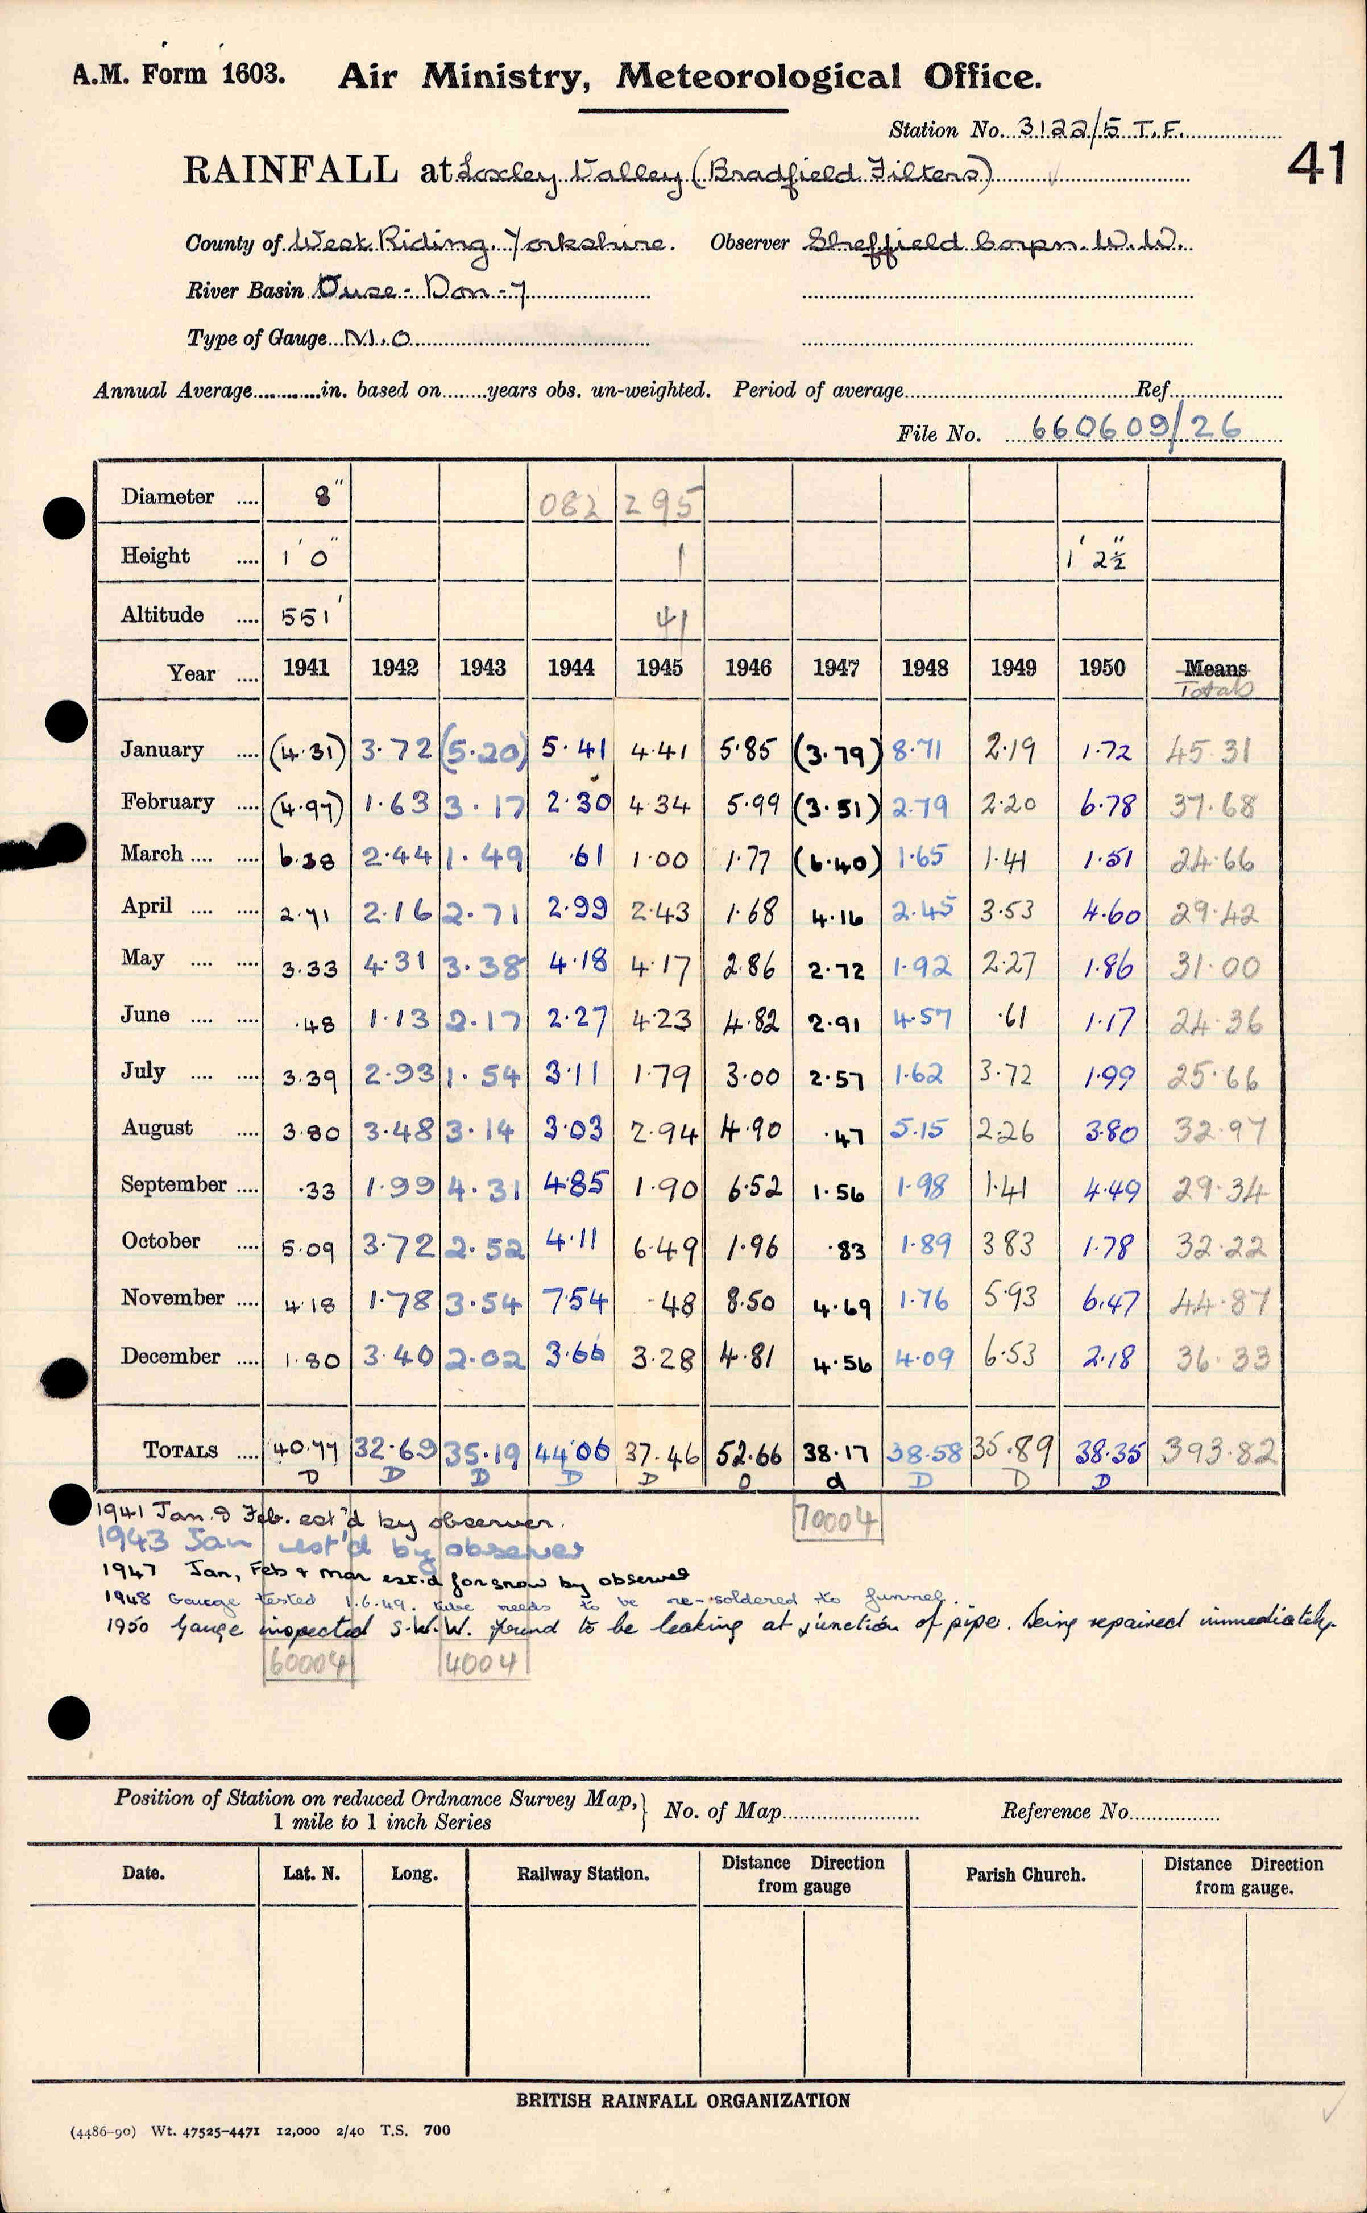 A.M. Form 1603. Air Ministry, Meteorological Office.
Station No. 3122/5 T.F.
41
RAINFALL at Loxley Valley (Bradfield Filters)
County of West Riding, Yorkshire. Observer Sheffield Corpn. W.W.
River Basin Ouse - Don - 7
Type of Gauge M.O
Annual Average in. based on years obs. un-weighted. Period of average Ref
File No. 660609/26
Diameter .... 8" 082 295
Height .... 1' 0" 1 1' 2½"
Altitude .... 551' 41
Year .... 1941 1942 1943 1944 1945 1946 1947 1948 1949 1950 Means
Totals
January .... (4.31) 3.72 (5.20) 5.41 4.41 5.85 (3.79) 8.71 2.19 1.72 45.31
February .... (4.97) 1.63 3.17 2.30 4.34 5.99 (3.51) 2.79 2.20 6.78 37.68
March .... .... 6.38 2.44 1.49 .61 1.00 1.77 (6.40) 1.65 1.41 1.51 24.66
April .... .... 2.71 2.16 2.71 2.99 2.43 1.68 4.16 2.45 3.53 4.60 29.42
May .... .... 3.33 4.31 3.38 4.18 4.17 2.86 2.72 1.92 2.27 1.86 31.00
June .... .... .48 1.13 2.17 2.27 4.23 4.82 2.91 4.57 .61 1.17 24.36
July .... .... 3.39 2.93 1.54 3.11 1.79 3.00 2.57 1.62 3.72 1.99 25.66
August .... 3.80 3.48 3.14 3.03 2.94 4.90 .47 5.15 2.26 3.80 32.97
September .... .33 1.99 4.31 4.85 1.90 6.52 1.56 1.98 1.41 4.49 29.34
October .... 5.09 3.72 2.52 4.11 6.49 1.96 .83 1.89 3 83 1.78 32.22
November .... 4.18 1.78 3.54 7.54 .48 8.50 4.69 1.76 5.93 6.47 44.87
December .... 1.80 3.40 2.02 3.66 3.28 4.81 4.56 4.09 6.53 2.18 36.33
TOTALS .... 40.77 32.69 35.19 44.06 37.46 52.66 38.17 38.58 35.89 38.35 393.82
D D D D D D d D D D
1941 Jan & Feb. est'd by observer.
70004
1943 Jan est'd by observer
1947 Jan, Feb & Mar est.d for snow by observer
1948 Gauge tested 1.6.49. tube needs to be re-soldered to funnel.
1950 Gauge inspected S.W.W. found to be leaking at junction of pipe. Being repaired immediately.
60004 4004
Position of Station on reduced Ordnance Survey Map, 1 mile to 1 inch Series } No. of Map Reference No.
Date. Lat. N. Long. Railway Station. Distance Direction from gauge Parish Church. Distance Direction from gauge.
BRITISH RAINFALL ORGANIZATION
(4486-90) Wt. 47525-4471 12,000 2/40 T.S. 700